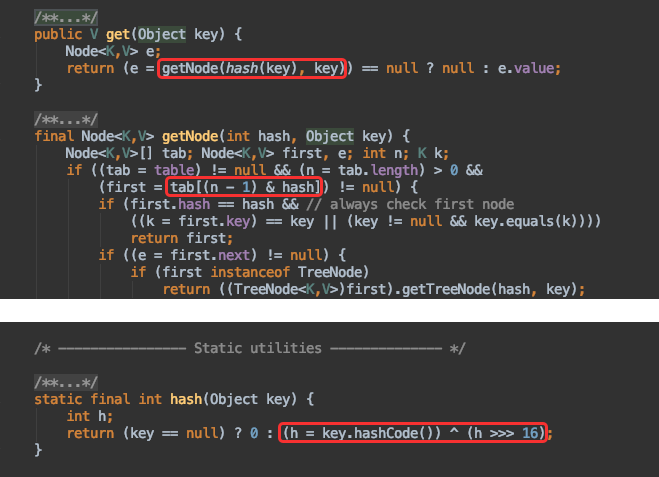 /**...*/
public V get(Object key) {
    Node<K,V> e;
    return (e = getNode(hash(key), key)) == null ? null : e.value;
}
/**...*/
final Node<K,V> getNode(int hash, Object key) {
    Node<K,V>[] tab; Node<K,V> first, e; int n; K k;
    if ((tab = table) != null && (n = tab.length) > 0 &&
        (first = tab[(n - 1) & hash]) != null) {
        if (first.hash == hash && // always check first node
            ((k = first.key) == key || (key != null && key.equals(k))))
            return first;
        if ((e = first.next) != null) {
            if (first instanceof TreeNode)
                return ((TreeNode<K,V>)first).getTreeNode(hash, key);
/* ---------------- Static utilities -------------- */
/**...*/
static final int hash(Object key) {
    int h;
    return (key == null) ? 0 : (h = key.hashCode()) ^ (h >>> 16);
}